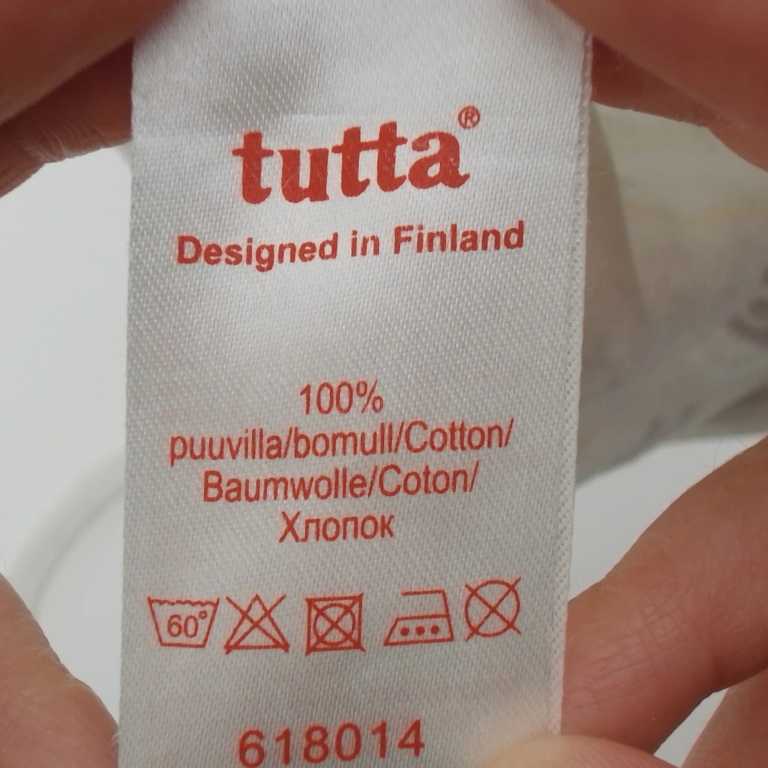 tutta®
Designed in Finland
100%
puuvilla/bomull/Cotton/
Baumwolle/Coton/
Хлопок
60°
618014